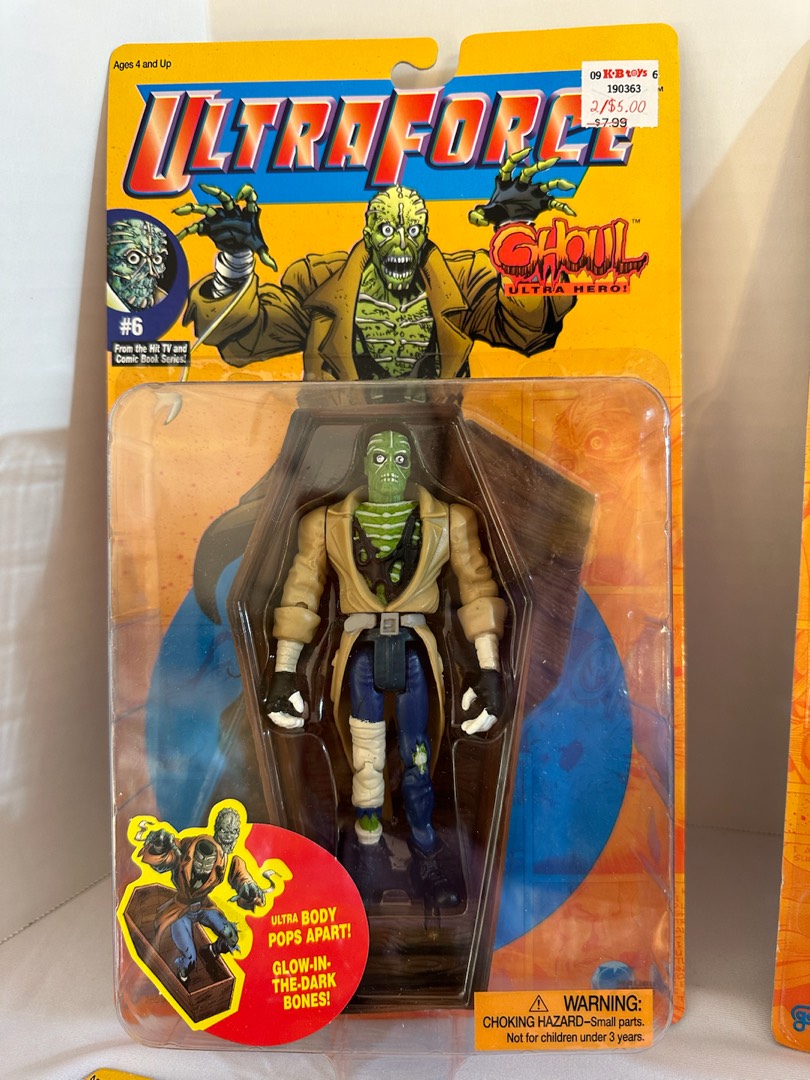 Ages 4 and Up
09 K·B toys 6
190363
2/$5.00
$7.99
ULTRAFORCE
™
GHOUL™
ULTRA HERO!
#6
From the Hit TV and
Comic Book Series!
ULTRA BODY
POPS APART!
GLOW-IN-
THE-DARK
BONES!
⚠ WARNING:
CHOKING HAZARD–Small parts.
Not for children under 3 years.